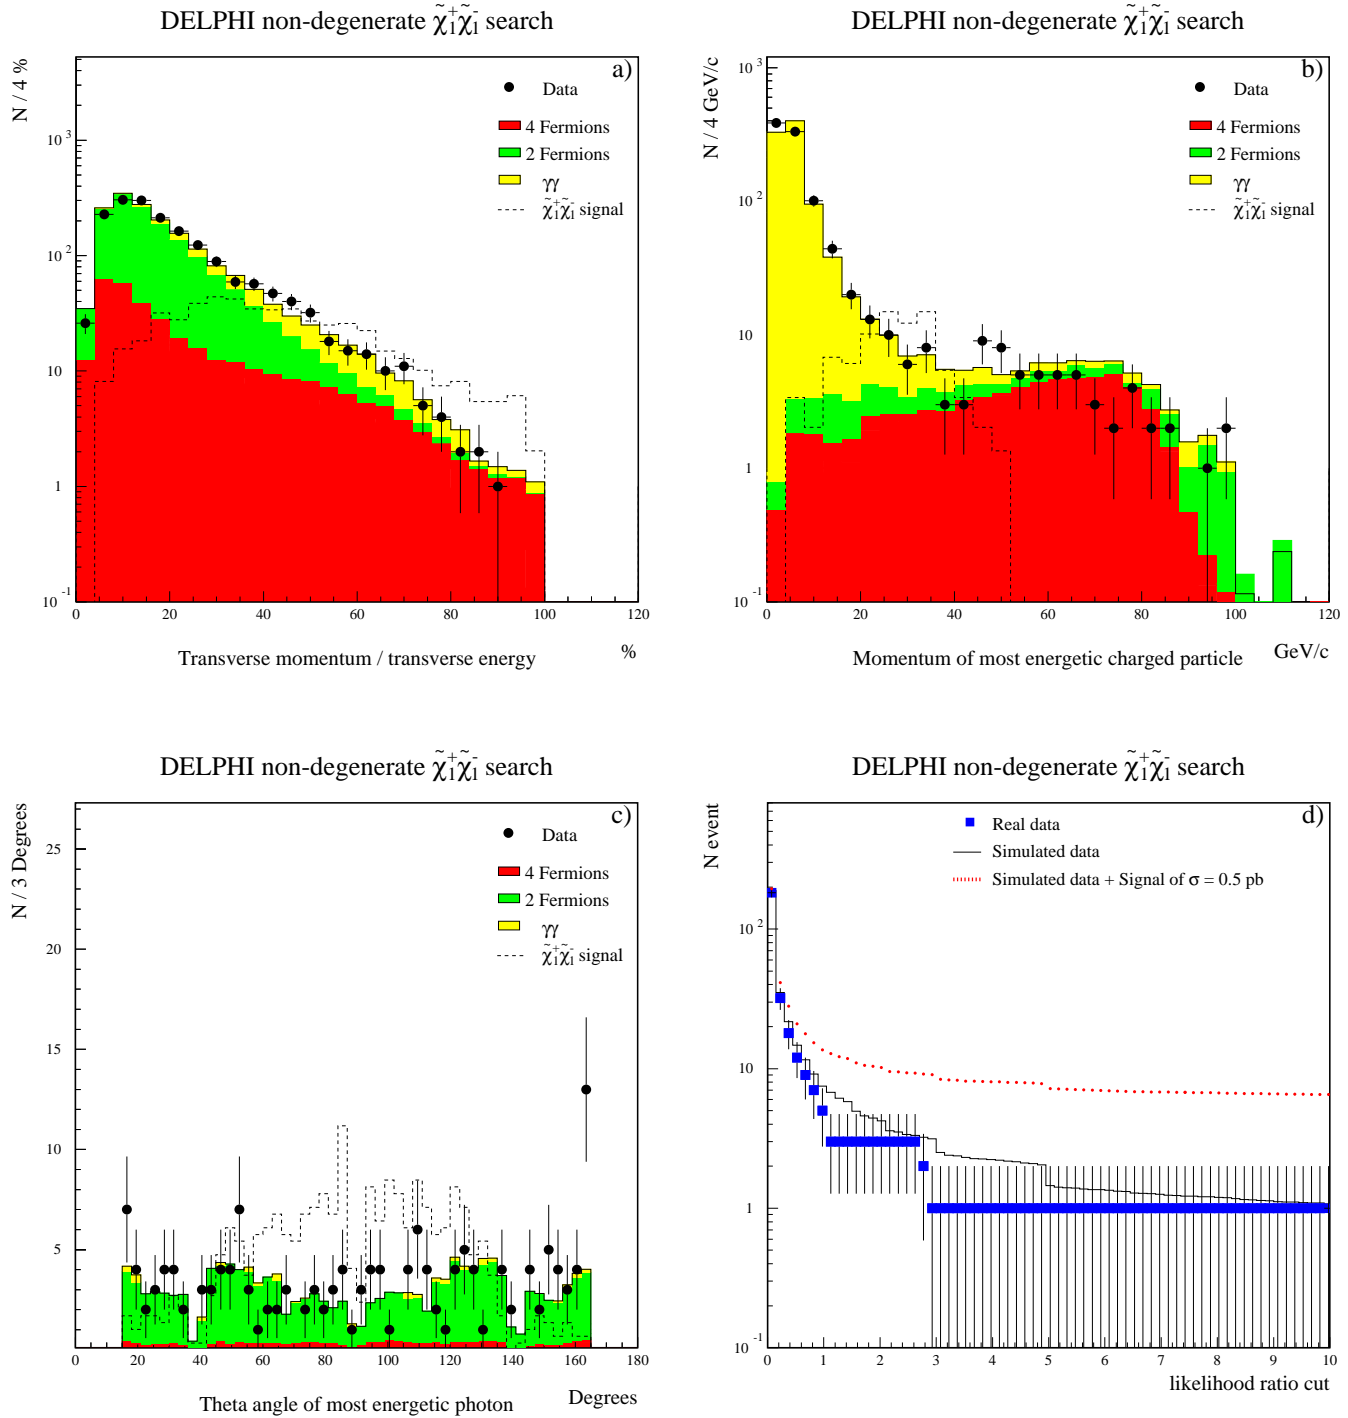 DELPHI non-degenerate χ̃₁⁺χ̃₁⁻ search
N / 4 %
a)
Data
4 Fermions
2 Fermions
γγ
χ̃₁⁺χ̃₁⁻ signal
10³
10²
10
1
10⁻¹
0 20 40 60 80 100 120
Transverse momentum / transverse energy %
DELPHI non-degenerate χ̃₁⁺χ̃₁⁻ search
N / 4 GeV/c
b)
Data
4 Fermions
2 Fermions
γγ
χ̃₁⁺χ̃₁⁻ signal
10³
10²
10
1
10⁻¹
0 20 40 60 80 100 120
Momentum of most energetic charged particle GeV/c
DELPHI non-degenerate χ̃₁⁺χ̃₁⁻ search
N / 3 Degrees
c)
Data
4 Fermions
2 Fermions
γγ
χ̃₁⁺χ̃₁⁻ signal
25
20
15
10
5
0 20 40 60 80 100 120 140 160 180
Theta angle of most energetic photon Degrees
DELPHI non-degenerate χ̃₁⁺χ̃₁⁻ search
N event
d)
Real data
Simulated data
Simulated data + Signal of σ = 0.5 pb
10²
10
1
10⁻¹
0 1 2 3 4 5 6 7 8 9 10
likelihood ratio cut